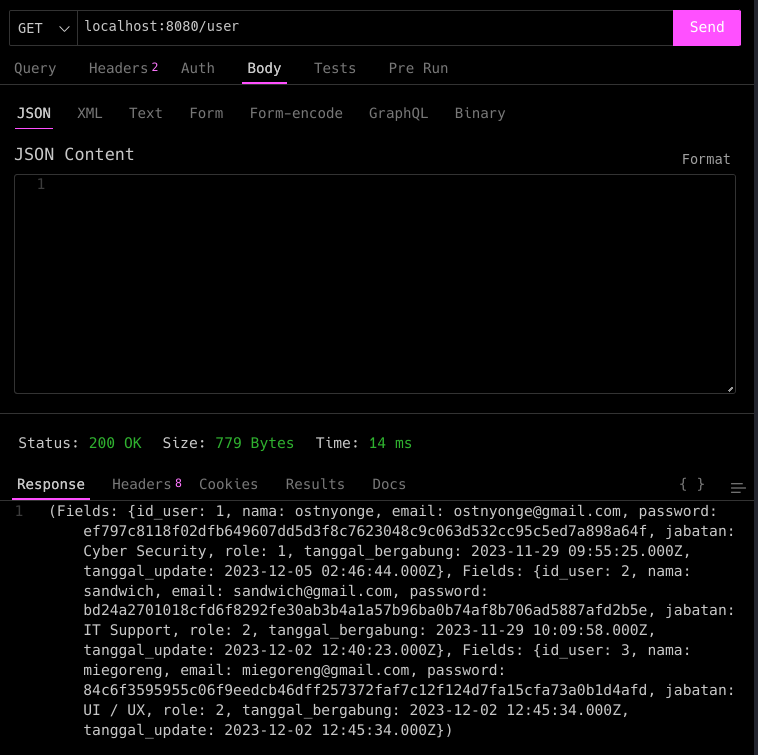 GET localhost:8080/user Send
Query Headers 2 Auth Body Tests Pre Run
JSON XML Text Form Form-encode GraphQL Binary
JSON Content
Format
1
Status: 200 OK Size: 779 Bytes Time: 14 ms
Response Headers 8 Cookies Results Docs { }
1 (Fields: {id_user: 1, nama: ostnyonge, email: ostnyonge@gmail.com, password:
ef797c8118f02dfb649607dd5d3f8c7623048c9c063d532cc95c5ed7a898a64f, jabatan:
Cyber Security, role: 1, tanggal_bergabung: 2023-11-29 09:55:25.000Z,
tanggal_update: 2023-12-05 02:46:44.000Z}, Fields: {id_user: 2, nama:
sandwich, email: sandwich@gmail.com, password:
bd24a2701018cfd6f8292fe30ab3b4a1a57b96ba0b74af8b706ad5887afd2b5e, jabatan:
IT Support, role: 2, tanggal_bergabung: 2023-11-29 10:09:58.000Z,
tanggal_update: 2023-12-02 12:40:23.000Z}, Fields: {id_user: 3, nama:
miegoreng, email: miegoreng@gmail.com, password:
84c6f3595955c06f9eedcb46dff257372faf7c12f124d7fa15cfa73a0b1d4afd, jabatan:
UI / UX, role: 2, tanggal_bergabung: 2023-12-02 12:45:34.000Z,
tanggal_update: 2023-12-02 12:45:34.000Z})